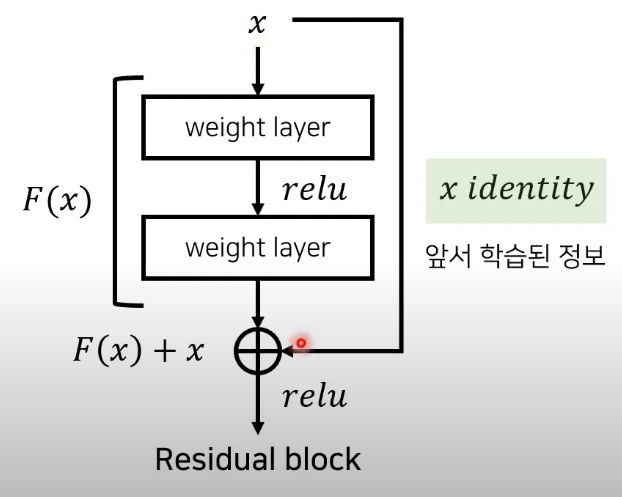 x
weight layer
F(x)
relu
x identity
weight layer
앞서 학습된 정보
F(x) + x
relu
Residual block